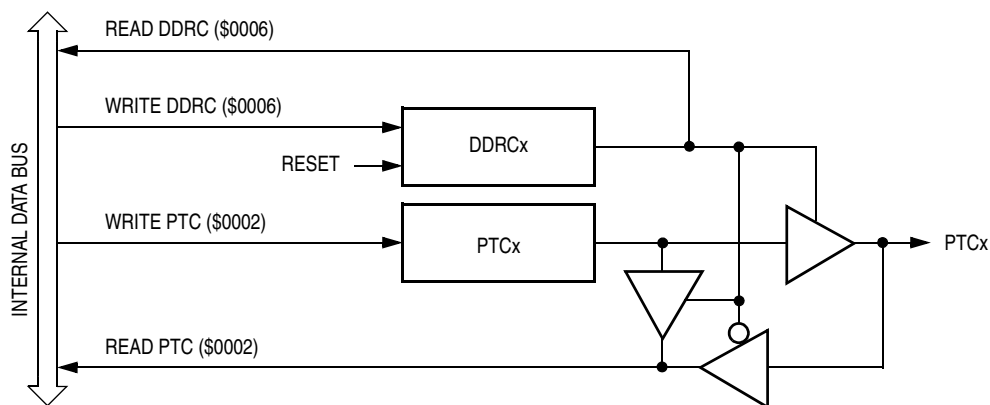 READ DDRC ($0006)
WRITE DDRC ($0006)
DDRCx
RESET
INTERNAL DATA BUS
WRITE PTC ($0002)
PTCx
PTCx
READ PTC ($0002)